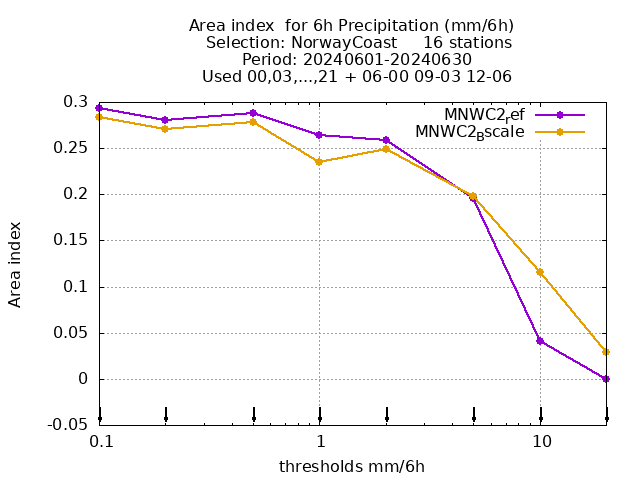 Area index  for 6h Precipitation (mm/6h)
Selection: NorwayCoast     16 stations
Period: 20240601-20240630
Used 00,03,...,21 + 06-00 09-03 12-06
MNWC2ref
MNWC2Bscale
0.3
0.25
0.2
0.15
0.1
0.05
0
-0.05
Area index
0.1 1 10
thresholds mm/6h